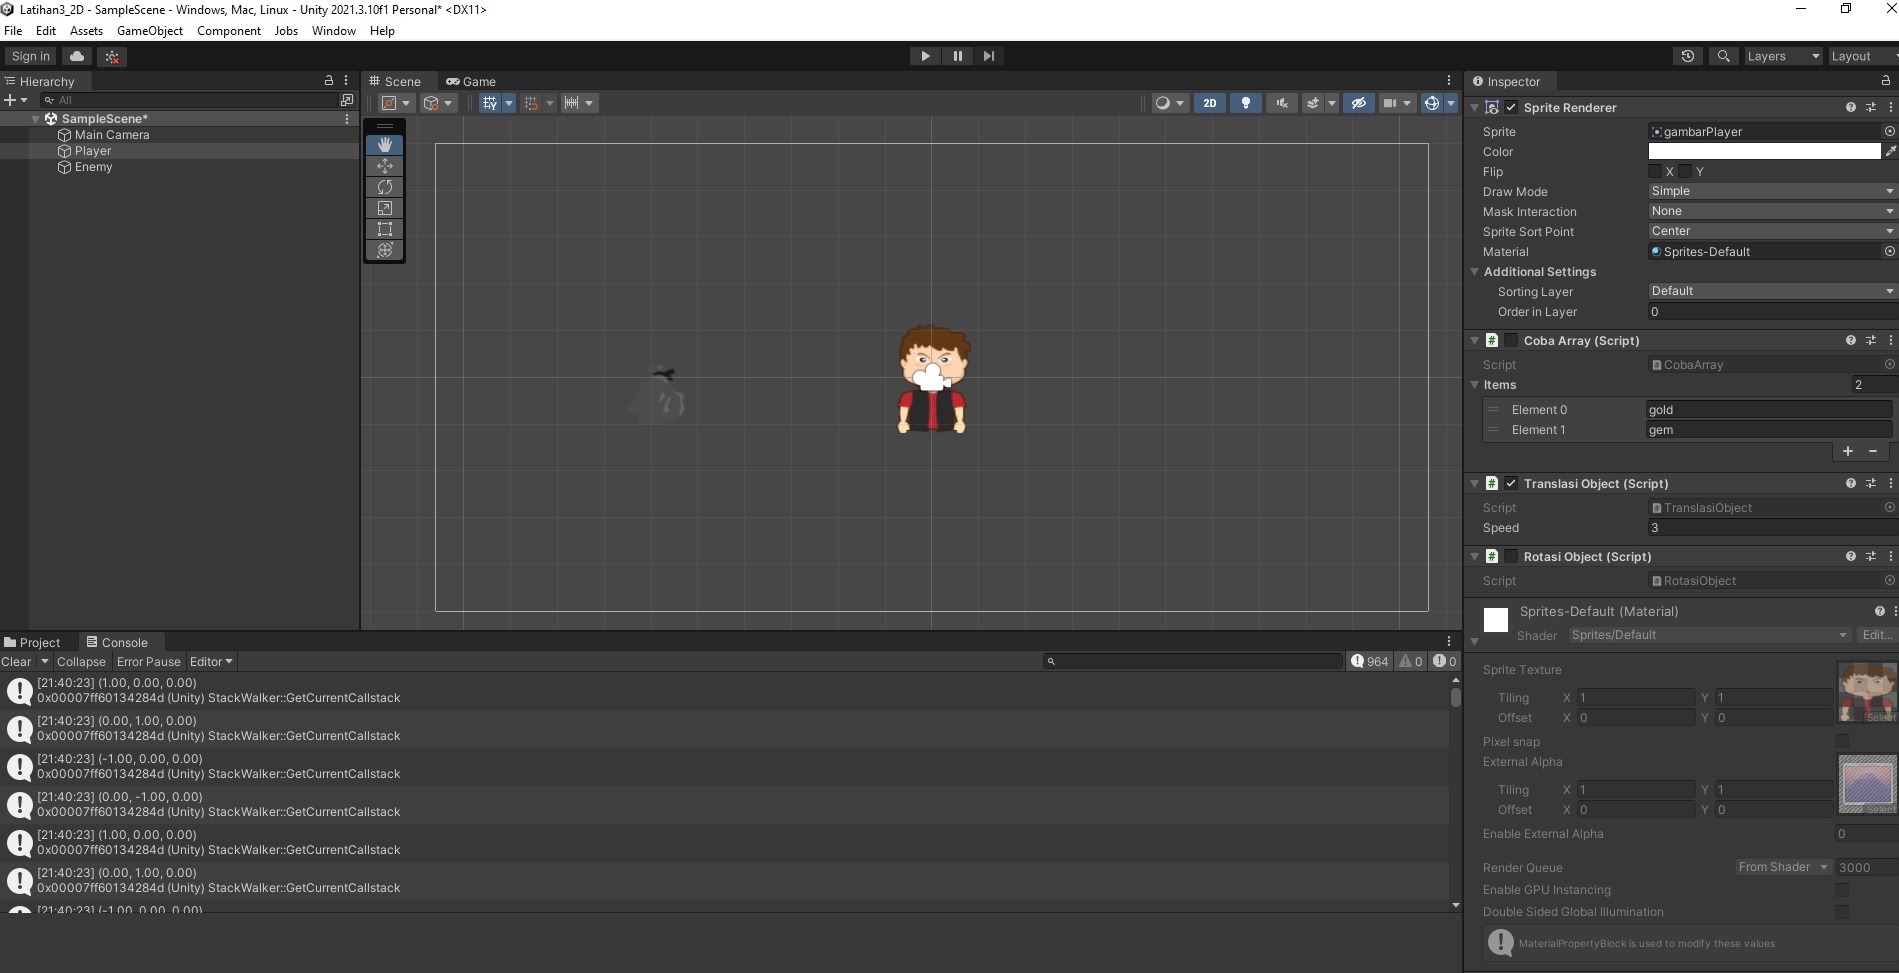 Latihan3_2D - SampleScene - Windows, Mac, Linux - Unity 2021.3.10f1 Personal* <DX11>
File Edit Assets GameObject Component Jobs Window Help
Sign in Layers Layout
Hierarchy
All
SampleScene*
Main Camera
Player
Enemy
Scene Game
2D
Inspector
Sprite Renderer
Sprite gambarPlayer
Color
Flip X Y
Draw Mode Simple
Mask Interaction None
Sprite Sort Point Center
Material Sprites-Default
Additional Settings
Sorting Layer Default
Order in Layer 0
# Coba Array (Script)
Script CobaArray
Items 2
Element 0 gold
Element 1 gem
# Translasi Object (Script)
Script TranslasiObject
Speed 3
# Rotasi Object (Script)
Script RotasiObject
Sprites-Default (Material)
Shader Sprites/Default Edit...
Sprite Texture
Tiling X 1 Y 1
Offset X 0 Y 0
Select
Pixel snap
External Alpha
Tiling X 1 Y 1
Offset X 0 Y 0
Select
Enable External Alpha 0
Render Queue From Shader 3000
Enable GPU Instancing
Double Sided Global Illumination
MaterialPropertyBlock is used to modify these values
Project Console
Clear Collapse Error Pause Editor 964 0 0
[21:40:23] (1.00, 0.00, 0.00)
0x00007ff60134284d (Unity) StackWalker::GetCurrentCallstack
[21:40:23] (0.00, 1.00, 0.00)
0x00007ff60134284d (Unity) StackWalker::GetCurrentCallstack
[21:40:23] (-1.00, 0.00, 0.00)
0x00007ff60134284d (Unity) StackWalker::GetCurrentCallstack
[21:40:23] (0.00, -1.00, 0.00)
0x00007ff60134284d (Unity) StackWalker::GetCurrentCallstack
[21:40:23] (1.00, 0.00, 0.00)
0x00007ff60134284d (Unity) StackWalker::GetCurrentCallstack
[21:40:23] (0.00, 1.00, 0.00)
0x00007ff60134284d (Unity) StackWalker::GetCurrentCallstack
[21:40:23] (-1.00, 0.00, 0.00)